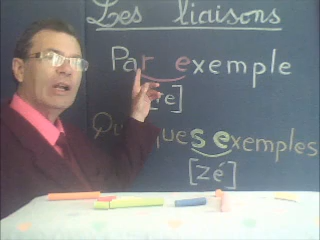 Les liaisons
Par exemple
re]
Quelques exemples
[zé]